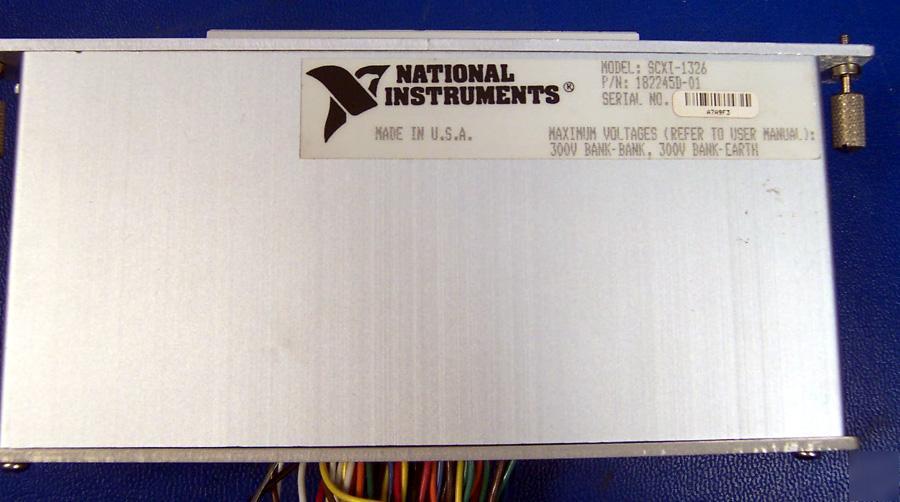 NATIONAL
INSTRUMENTS®
MADE IN U.S.A.
MODEL: SCXI-1326
P/N: 182245D-01
SERIAL NO.
A7A9F3
MAXIMUM VOLTAGES (REFER TO USER MANUAL):
300V BANK-BANK, 300V BANK-EARTH